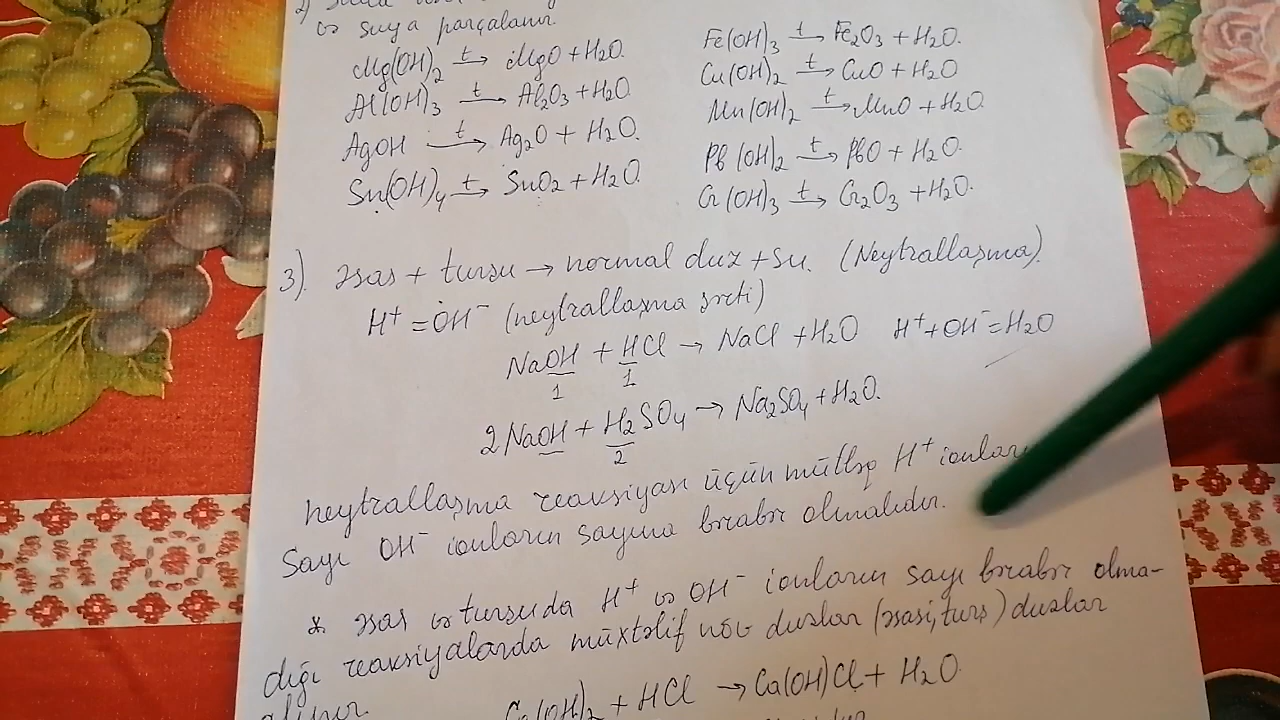 və suya parçalanır.
Mg(OH)₂ →ᵗ MgO + H₂O.
Al(OH)₃ →ᵗ Al₂O₃ + H₂O
AgOH →ᵗ Ag₂O + H₂O.
Sn(OH)₄ →ᵗ SnO₂ + H₂O
Fe(OH)₃ →ᵗ Fe₂O₃ + H₂O.
Cu(OH)₂ →ᵗ CuO + H₂O
Mn(OH)₂ →ᵗ MnO + H₂O
Pb(OH)₂ →ᵗ PbO + H₂O.
Cr(OH)₃ →ᵗ Cr₂O₃ + H₂O.
3). əsas + turşu → normal duz + su. (Neytrallaşma).
H⁺ = OH⁻ (neytrallaşma şərti)
NaOH + HCl → NaCl + H₂O H⁺ + OH⁻ = H₂O
1 1
2NaOH + H₂SO₄ → Na₂SO₄ + H₂O.
2
neytrallaşma reaksiyası üçün mütləq H⁺
sayı OH⁻ ionların sayına bərabər olmalıdır.
* əsas və turşuda H⁺ və OH⁻ ionların sayı bərabər olma-
dığı reaksiyalarda müxtəlif növ duzlar (əsasi, turş) duzlar
alınır
Ca(OH)₂ + HCl → Ca(OH)Cl + H₂O